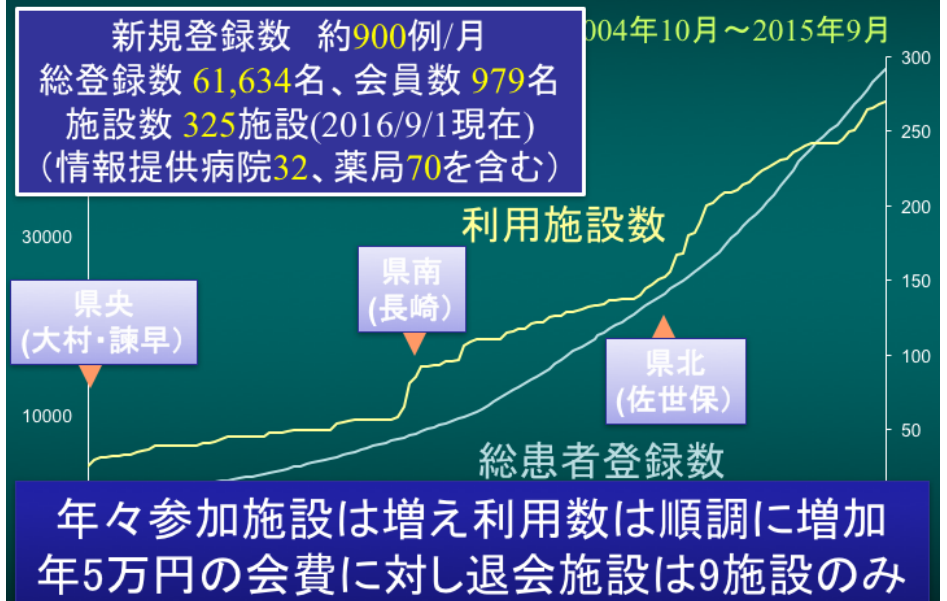 新規登録数 約900例/月
総登録数 61,634名、会員数 979名
施設数 325施設(2016/9/1現在)
（情報提供病院32、薬局70を含む）
004年10月～2015年9月
300
250
200
150
100
50
30000
10000
利用施設数
県央
(大村・諫早）
県南
(長崎）
県北
(佐世保）
総患者登録数
年々参加施設は増え利用数は順調に増加
年5万円の会費に対し退会施設は9施設のみ